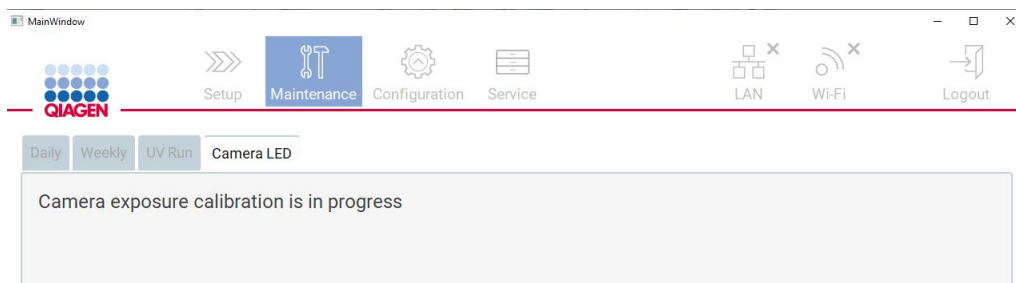 MainWindow
QIAGEN
Setup
Maintenance
Configuration
Service
LAN
Wi-Fi
Logout
Daily
Weekly
UV Run
Camera LED
Camera exposure calibration is in progress